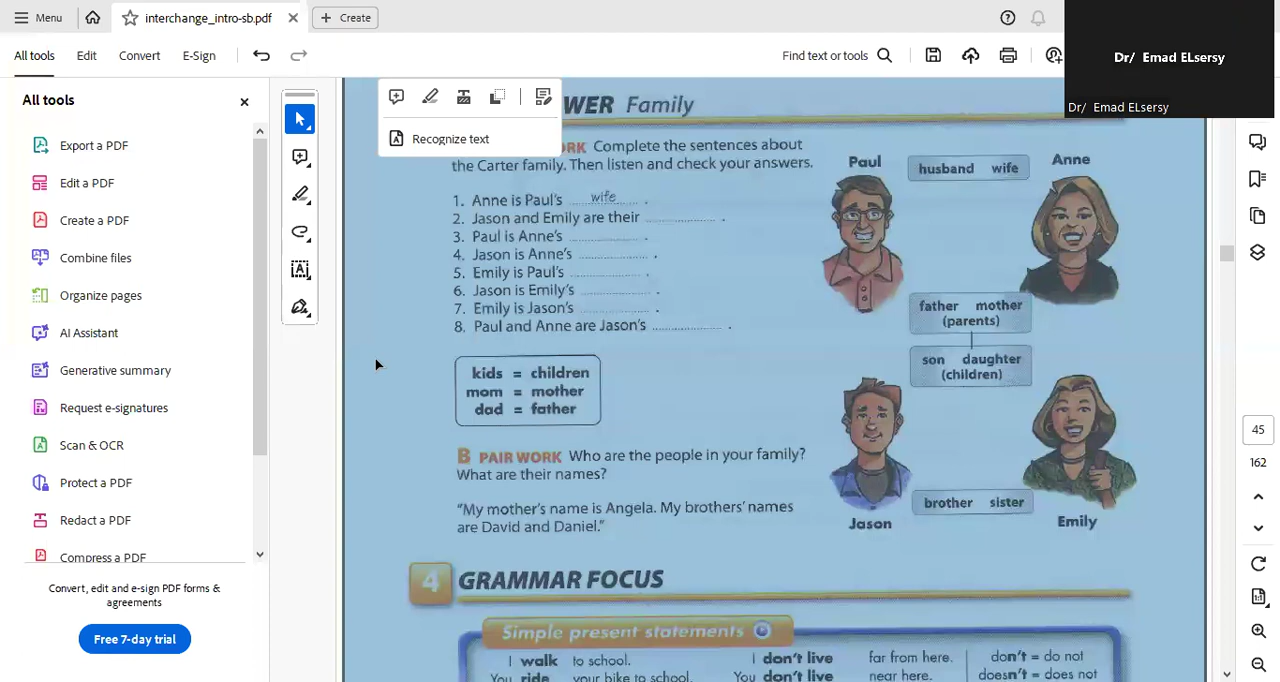 Menu
interchange_intro-sb.pdf
Create
All tools
Edit
Convert
E-Sign
Find text or tools
Dr/ Emad ELsersy
Dr/ Emad ELsersy
All tools
Export a PDF
Edit a PDF
Create a PDF
Combine files
Organize pages
AI Assistant
Generative summary
Request e-signatures
Scan & OCR
Protect a PDF
Redact a PDF
Compress a PDF
Convert, edit and e-sign PDF forms &
agreements
Free 7-day trial
Recognize text
WER Family
RK Complete the sentences about
the Carter family. Then listen and check your answers.
1. Anne is Paul's wife .
2. Jason and Emily are their .
3. Paul is Anne's .
4. Jason is Anne's .
5. Emily is Paul's .
6. Jason is Emily's .
7. Emily is Jason's .
8. Paul and Anne are Jason's .
kids = children
mom = mother
dad = father
B PAIR WORK Who are the people in your family?
What are their names?
"My mother's name is Angela. My brothers' names
are David and Daniel."
Paul
husband wife
Anne
father mother
(parents)
son daughter
(children)
brother sister
Jason
Emily
4 GRAMMAR FOCUS
Simple present statements
I walk to school. I don't live far from here. don't = do not
You ride your bike to school. You don't live near here. doesn't = does not
45
162